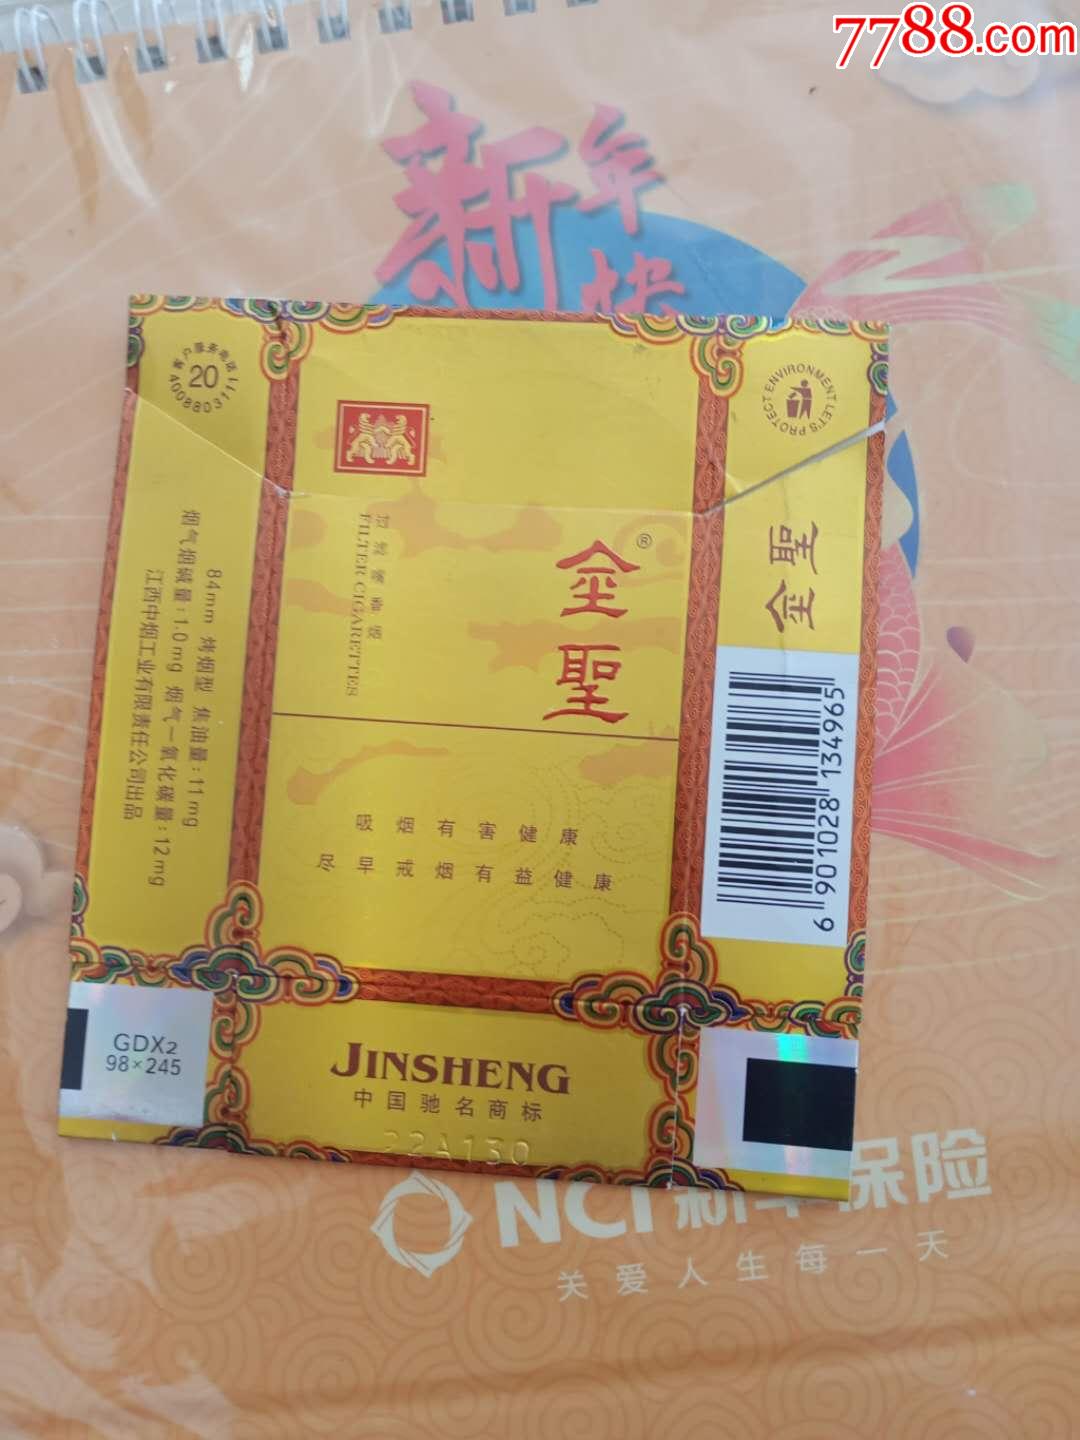 7788.com
新年
快
客户服务电话
4008803111
20
84mm 烤烟型 焦油量:11mg
烟气烟碱量:1.0mg 烟气一氧化碳量:12mg
江西中烟工业有限责任公司出品
过滤嘴香烟
FILTER CIGARETTES
金聖®
吸烟有害健康
尽早戒烟有益健康
PROTECT ENVIRONMENT LET'S
金聖
6 901028 134965
GDX2
98×245
JINSHENG
中国驰名商标
22A130
NCI 新华保险
关爱人生每一天